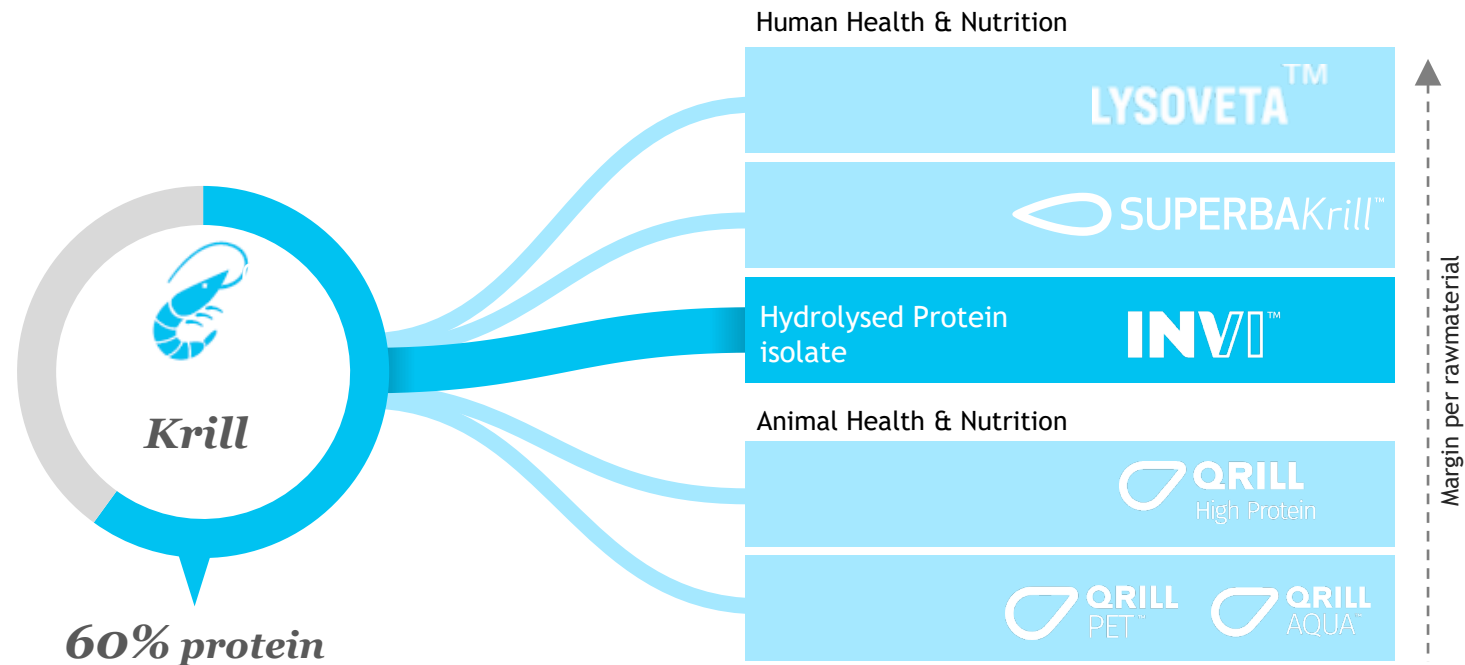 Human Health & Nutrition
LYSOVETA™
SUPERBAKrill™
Hydrolysed Protein
isolate
INVI™
Animal Health & Nutrition
QRILL
High Protein
QRILL
PET™
QRILL
AQUA™
Margin per rawmaterial
Krill
60% protein